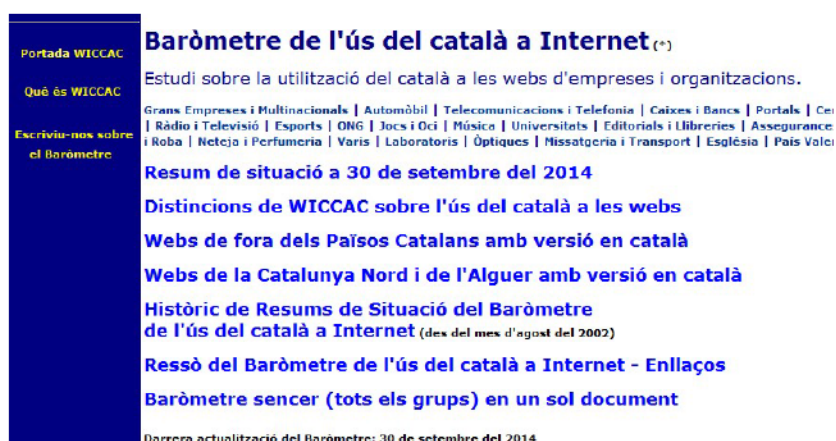 Portada WICCAC
Què és WICCAC
Escriviu-nos sobre
el Baròmetre
Baròmetre de l'ús del català a Internet (*)
Estudi sobre la utilització del català a les webs d'empreses i organitzacions.
Grans Empreses i Multinacionals | Automòbil | Telecomunicacions i Telefonia | Caixes i Bancs | Portals |
| Ràdio i Televisió | Esports | ONG | Jocs i Oci | Música | Universitats | Editorials i Llibreries |
i Roba | Neteja i Perfumeria | Varis | Laboratoris | Òptiques | Missatgeria i Transport | Església | País
Resum de situació a 30 de setembre del 2014
Distincions de WICCAC sobre l'ús del català a les webs
Webs de fora dels Països Catalans amb versió en català
Webs de la Catalunya Nord i de l'Alguer amb versió en català
Històric de Resums de Situació del Baròmetre
de l'ús del català a Internet (des del mes d'agost del 2002)
Ressò del Baròmetre de l'ús del català a Internet - Enllaços
Baròmetre sencer (tots els grups) en un sol document
Darrera actualització del Baròmetre: 30 de setembre del 2014